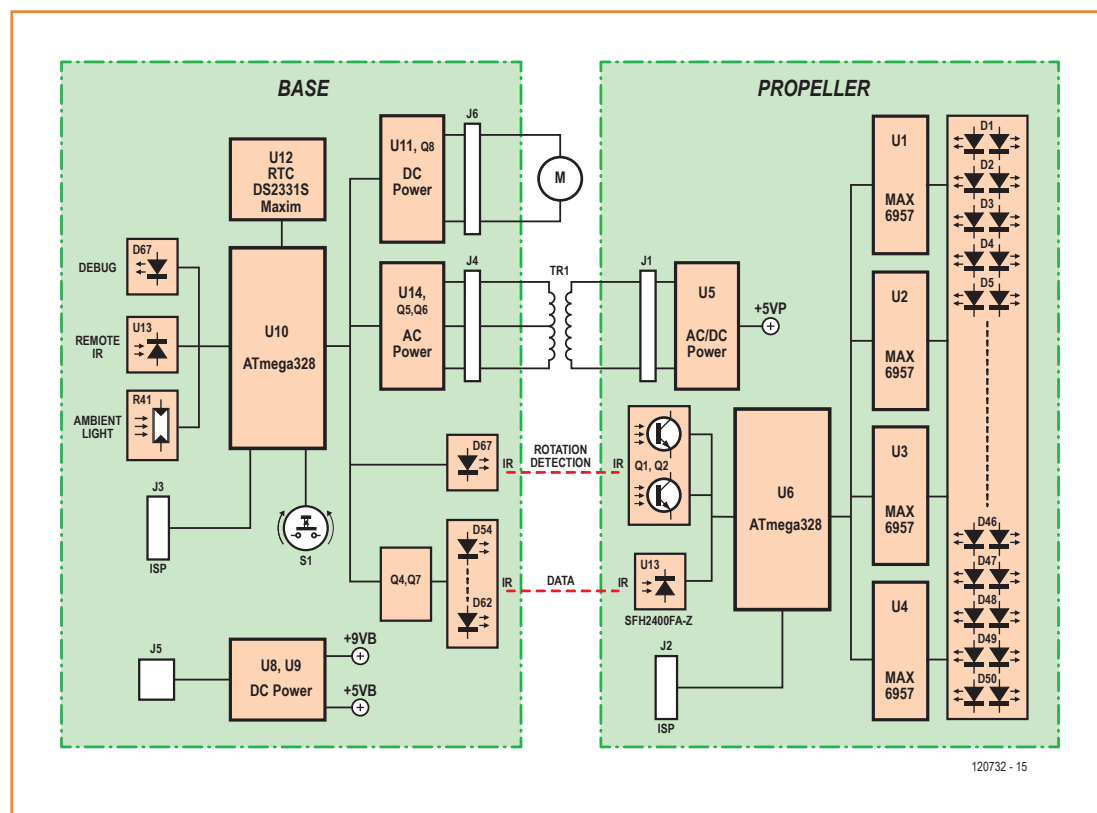 BASE
PROPELLER
J6
U12
RTC
DS2331S
Maxim
U11, Q8
DC
Power
M
U1
MAX
6957
D1
D2
D3
D4
D5
D67
DEBUG
U13
REMOTE
IR
R41
AMBIENT
LIGHT
U10
ATmega328
J4
U14,
Q5,Q6
AC
Power
TR1
J1
U5
AC/DC
Power
+5VP
U2
MAX
6957
D67
IR
ROTATION
DETECTION
IR
Q1, Q2
U6
ATmega328
U3
MAX
6957
J3
ISP
S1
Q4,Q7
D54
D62
IR
DATA
IR
U13
SFH2400FA-Z
D46
D47
D48
D49
D50
U4
MAX
6957
J5
U8, U9
DC Power
+9VB
+5VB
J2
ISP
120732 - 15